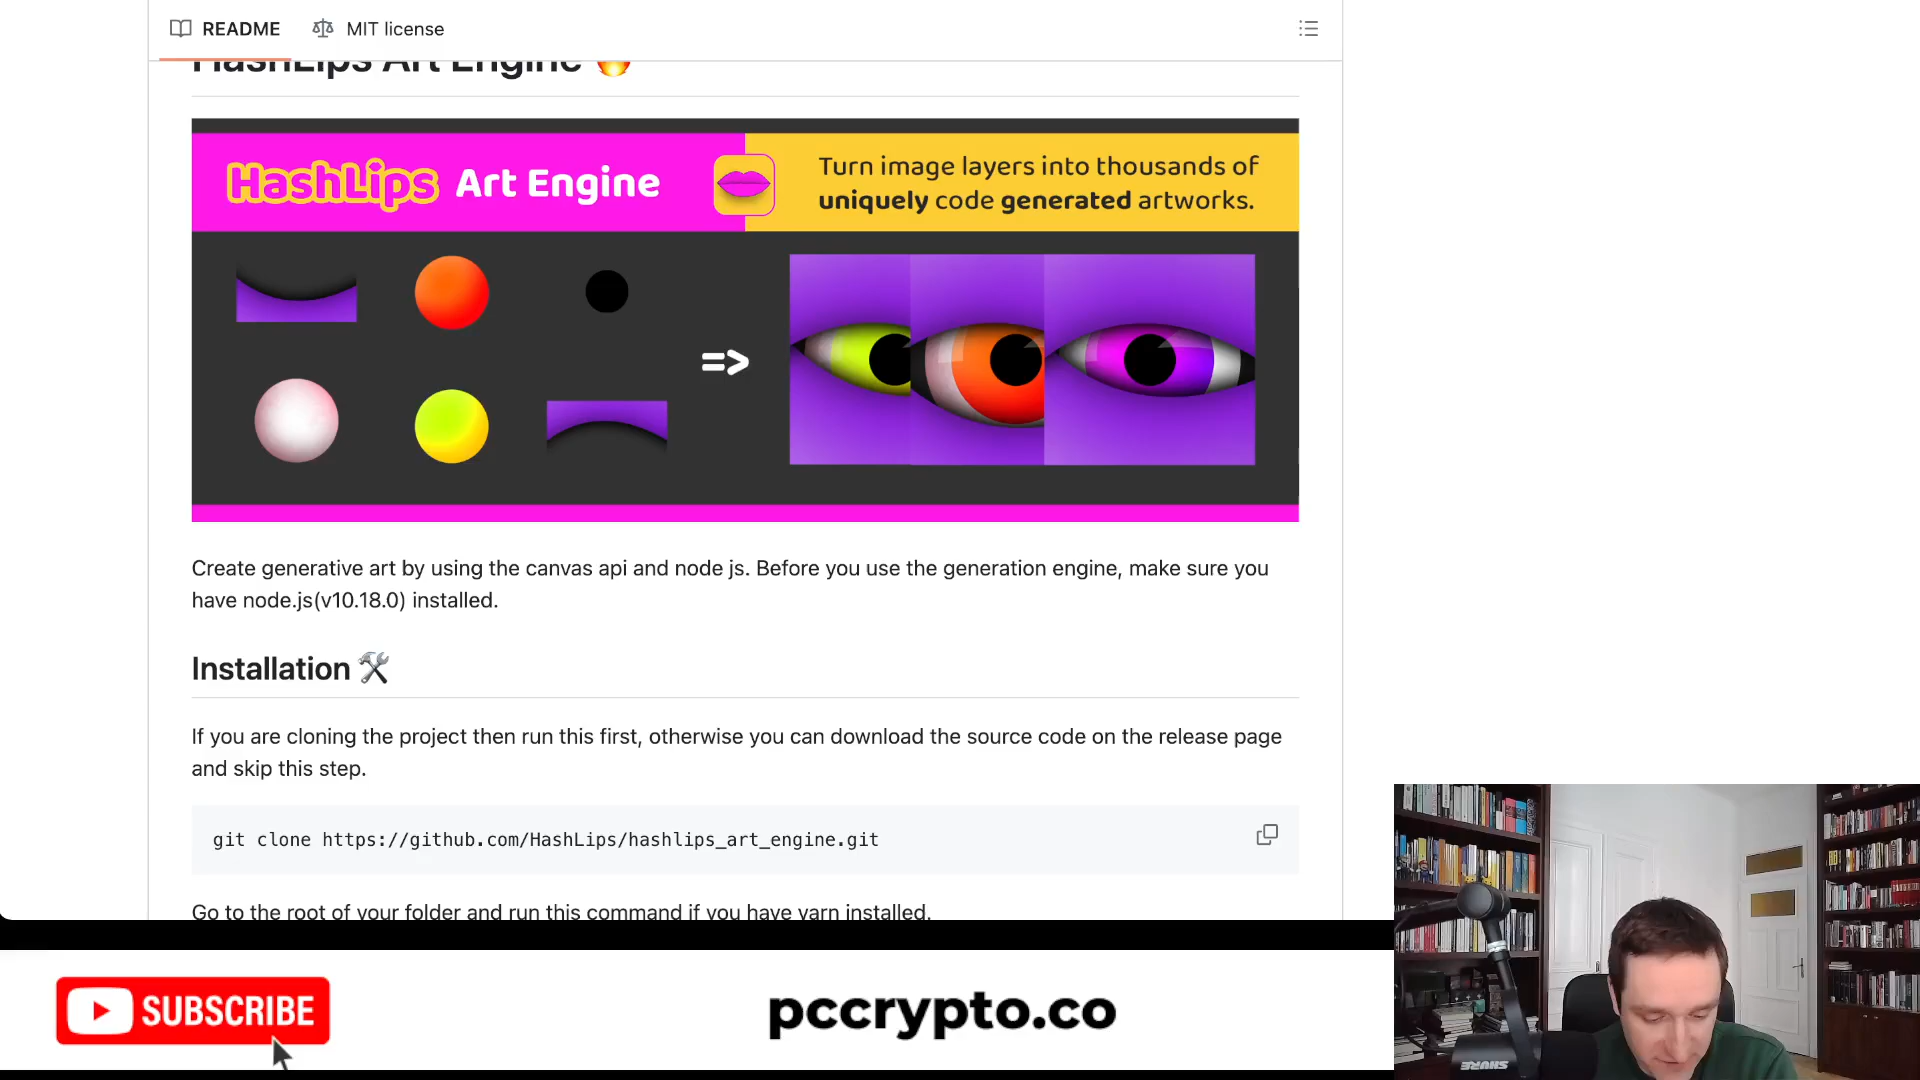 README
MIT license
HashLips Art Engine 🔥
HashLips Art Engine
Turn image layers into thousands of
uniquely code generated artworks.
=>
Create generative art by using the canvas api and node js. Before you use the generation engine, make sure you
have node.js(v10.18.0) installed.
Installation 🛠️
If you are cloning the project then run this first, otherwise you can download the source code on the release page
and skip this step.
git clone https://github.com/HashLips/hashlips_art_engine.git
Go to the root of your folder and run this command if you have yarn installed.
SUBSCRIBE
pccrypto.co
SHURE